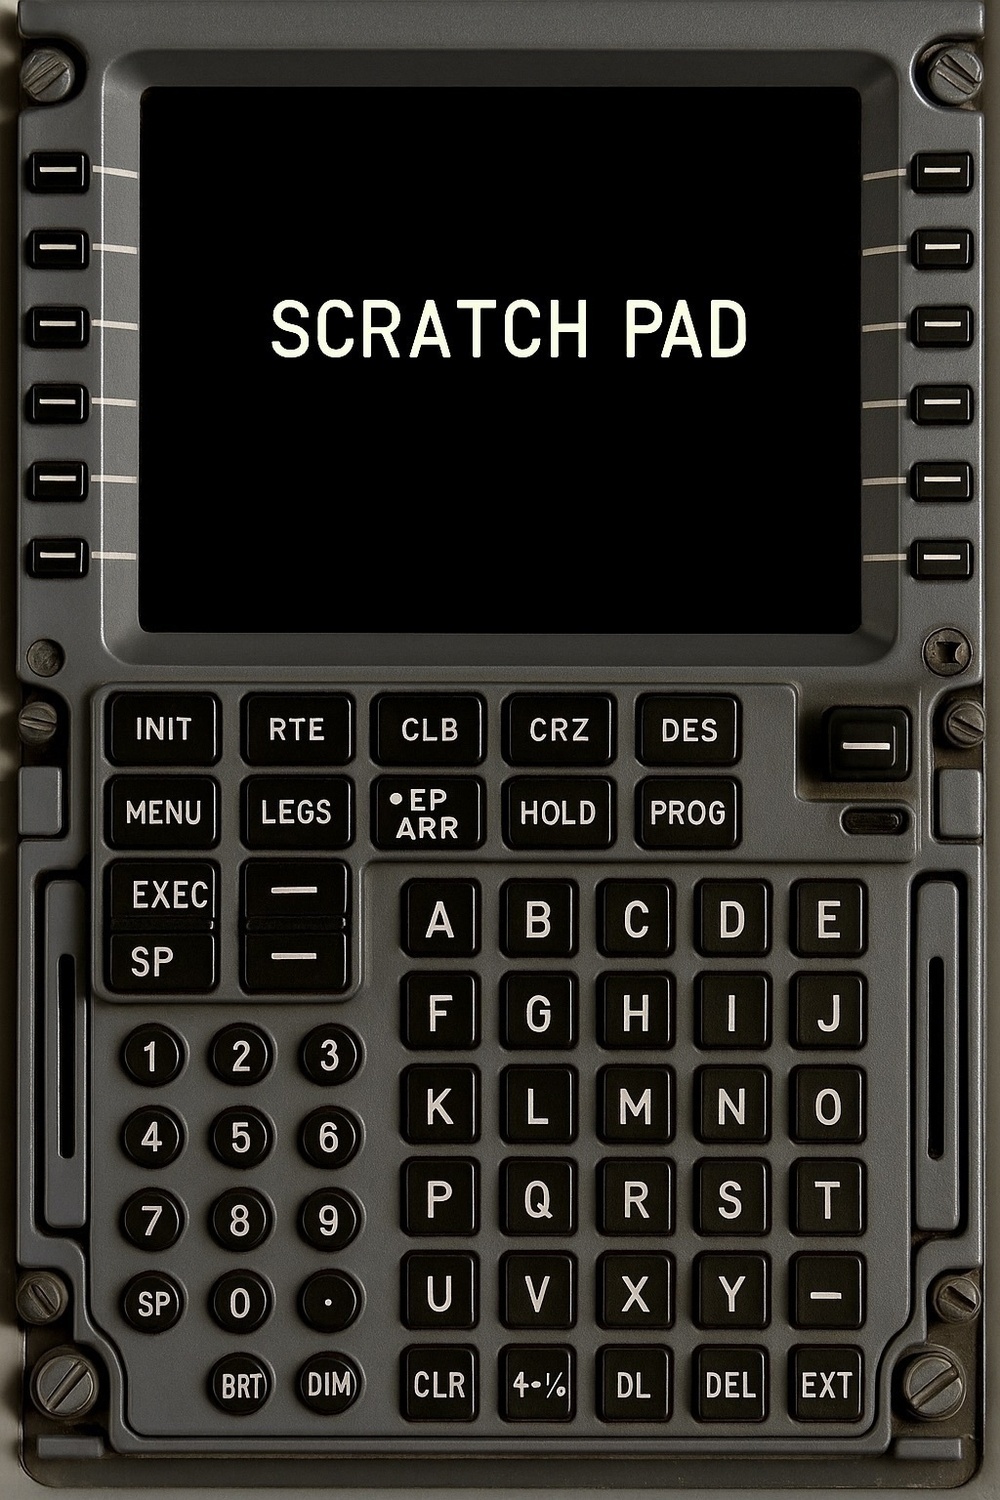 SCRATCH PAD
INIT RTE CLB CRZ DES
MENU LEGS •EP ARR HOLD PROG
EXEC
SP
A B C D E
F G H I J
K L M N O
P Q R S T
U V X Y –
1 2 3
4 5 6
7 8 9
SP 0 ·
BRT DIM CLR 4-⅟₀ DL DEL EXT